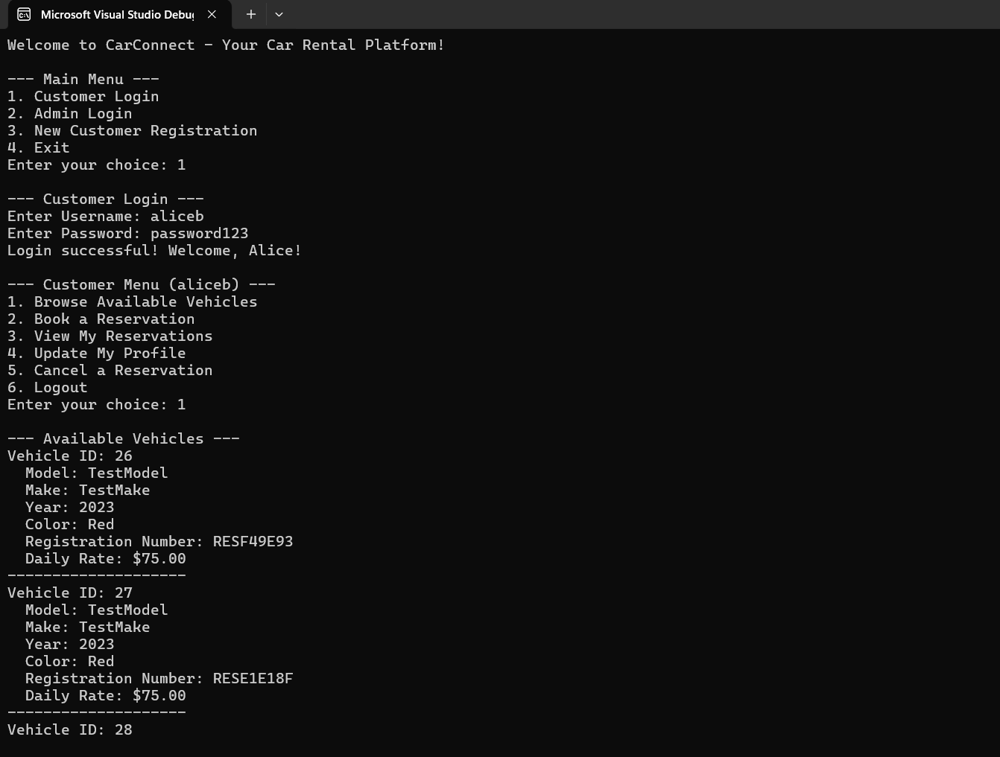 Microsoft Visual Studio Debug
Welcome to CarConnect - Your Car Rental Platform!
--- Main Menu ---
1. Customer Login
2. Admin Login
3. New Customer Registration
4. Exit
Enter your choice: 1
--- Customer Login ---
Enter Username: aliceb
Enter Password: password123
Login successful! Welcome, Alice!
--- Customer Menu (aliceb) ---
1. Browse Available Vehicles
2. Book a Reservation
3. View My Reservations
4. Update My Profile
5. Cancel a Reservation
6. Logout
Enter your choice: 1
--- Available Vehicles ---
Vehicle ID: 26
  Model: TestModel
  Make: TestMake
  Year: 2023
  Color: Red
  Registration Number: RESF49E93
  Daily Rate: $75.00
--------------------
Vehicle ID: 27
  Model: TestModel
  Make: TestMake
  Year: 2023
  Color: Red
  Registration Number: RESE1E18F
  Daily Rate: $75.00
--------------------
Vehicle ID: 28